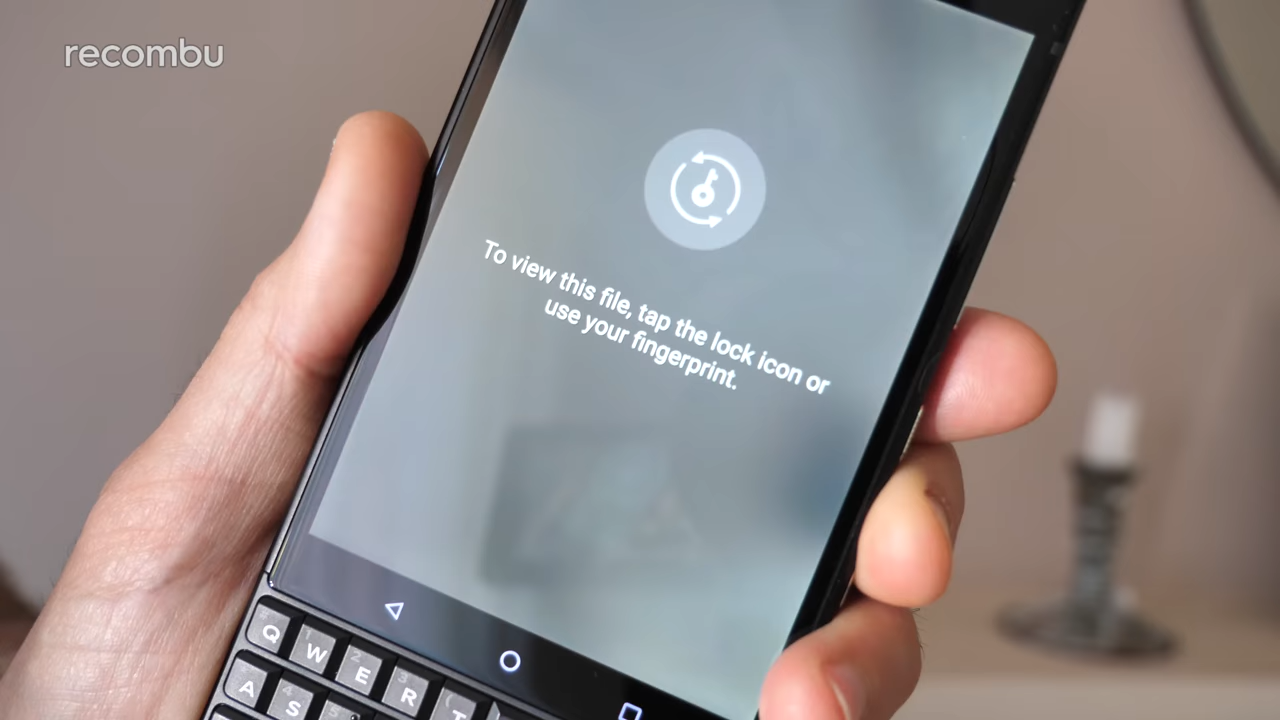 recombu
To view this file, tap the lock icon or
use your fingerprint.
Q W E R T
A S